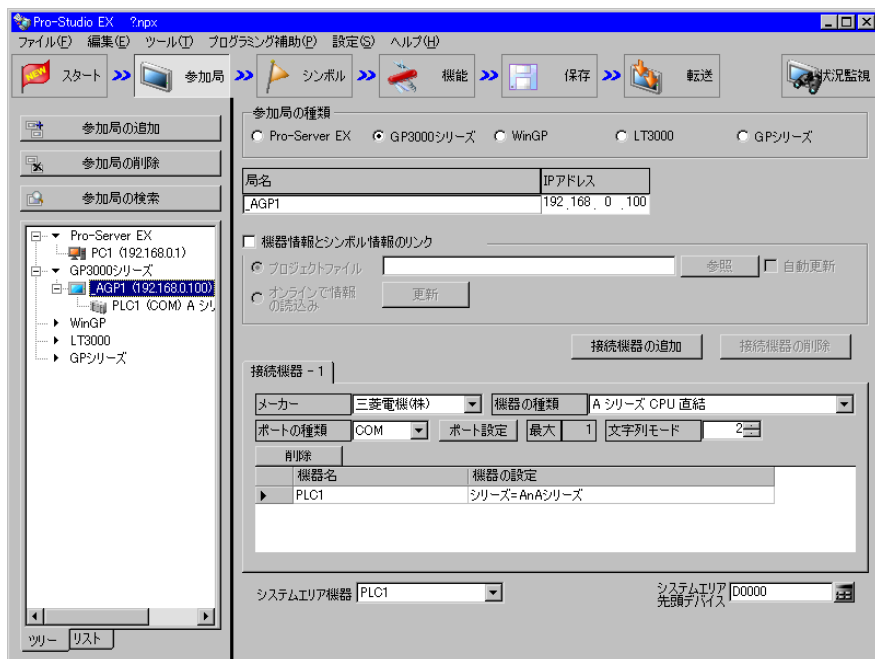 Pro-Studio EX ?.npx
ファイル(F) 編集(E) ツール(T) プログラミング補助(P) 設定(S) ヘルプ(H)
NEW スタート 参加局 シンボル 機能 保存 転送 状況監視
参加局の追加
参加局の削除
参加局の検索
Pro-Server EX
PC1 (192.168.0.1)
GP3000シリーズ
_AGP1 (192.168.0.100)
PLC1 (COM) A シリ
WinGP
LT3000
GPシリーズ
ツリー リスト
参加局の種類
Pro-Server EX GP3000シリーズ WinGP LT3000 GPシリーズ
局名 IPアドレス
_AGP1 192.168.0.100
機器情報とシンボル情報のリンク
プロジェクトファイル 参照 自動更新
オンラインで情報の読込み 更新
接続機器の追加 接続機器の削除
接続機器 - 1
メーカー 三菱電機(株) 機器の種類 A シリーズ CPU 直結
ポートの種類 COM ポート設定 最大 1 文字列モード 2
削除
機器名 機器の設定
PLC1 シリーズ=AnAシリーズ
システムエリア機器 PLC1 システムエリア先頭デバイス D0000